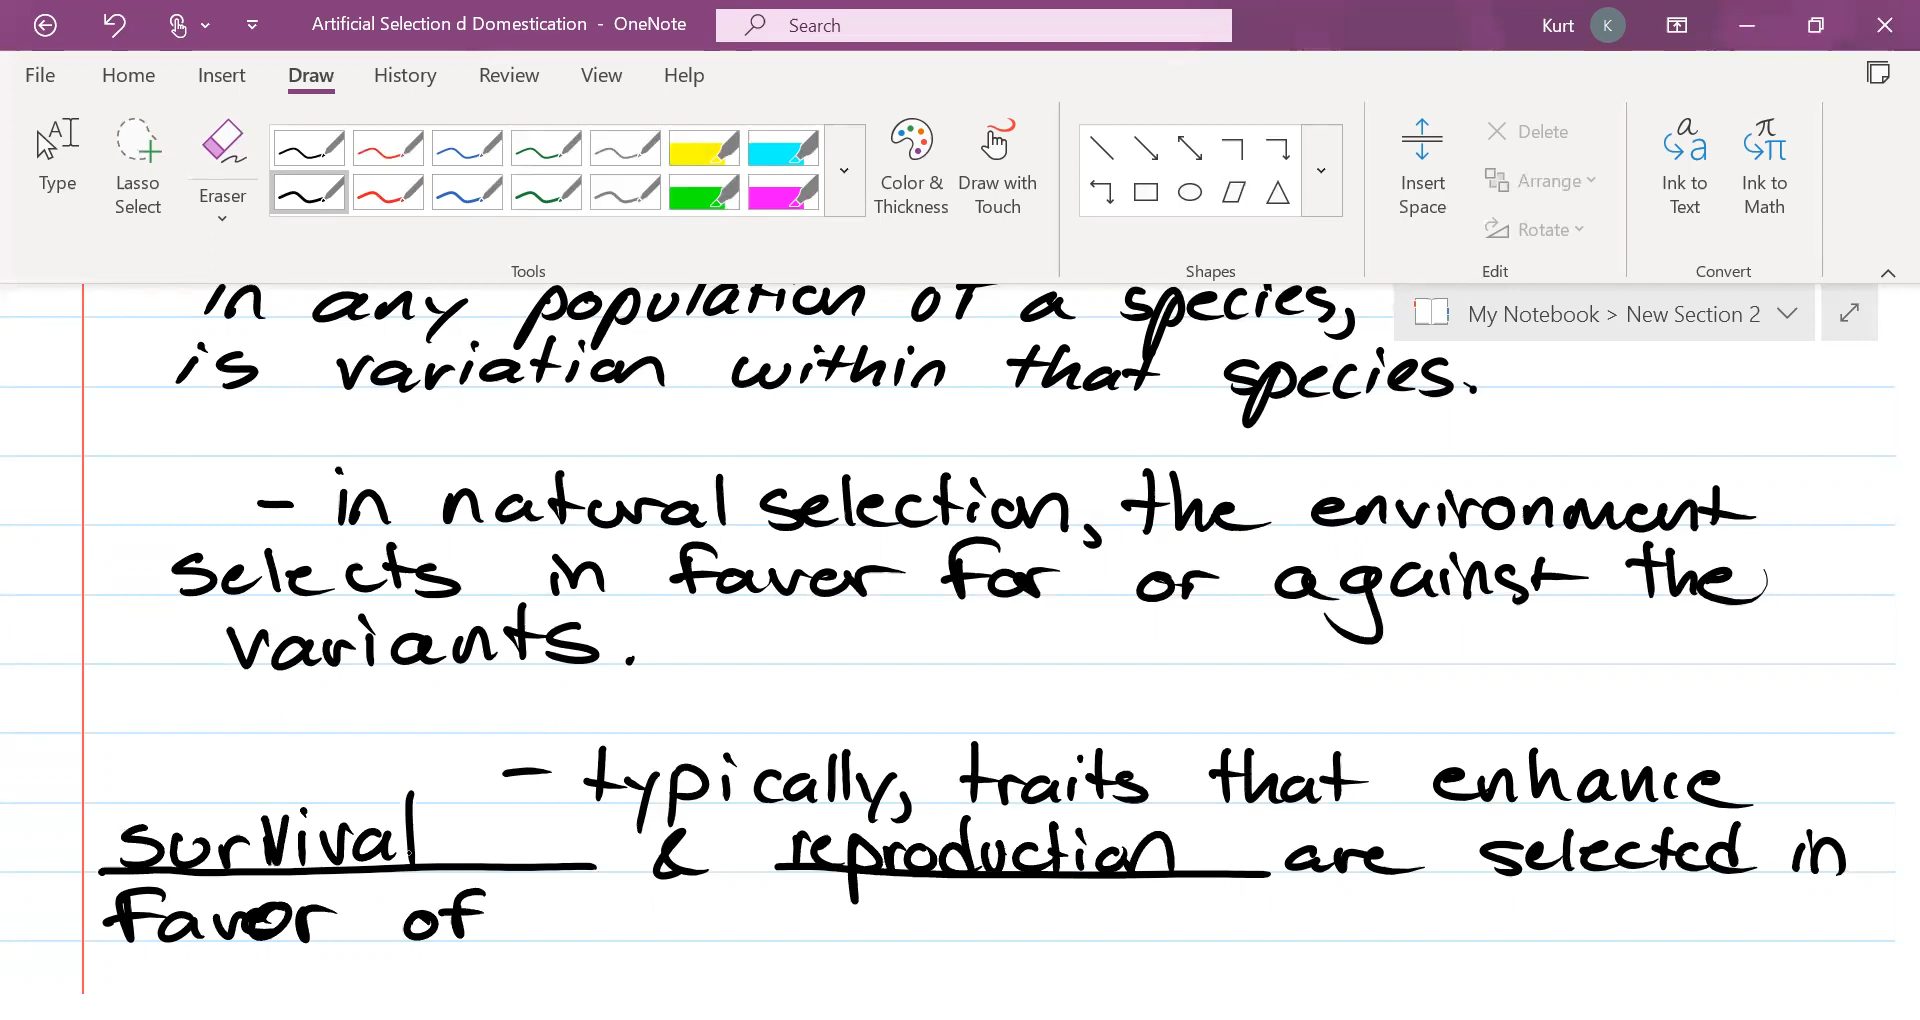 Artificial Selection d Domestication - OneNote
Search
Kurt
K
File Home Insert Draw History Review View Help
Type
Lasso Select
Eraser
Color & Thickness
Draw with Touch
Insert Space
Delete
Arrange
Rotate
Ink to Text
Ink to Math
Tools
Shapes
Edit
Convert
My Notebook > New Section 2
in any population of a species,
is variation within that species.
- in natural selection, the environment
selects in faver for or against the
variants.
- typically, traits that enhance
survival & reproduction are selected in
favor of